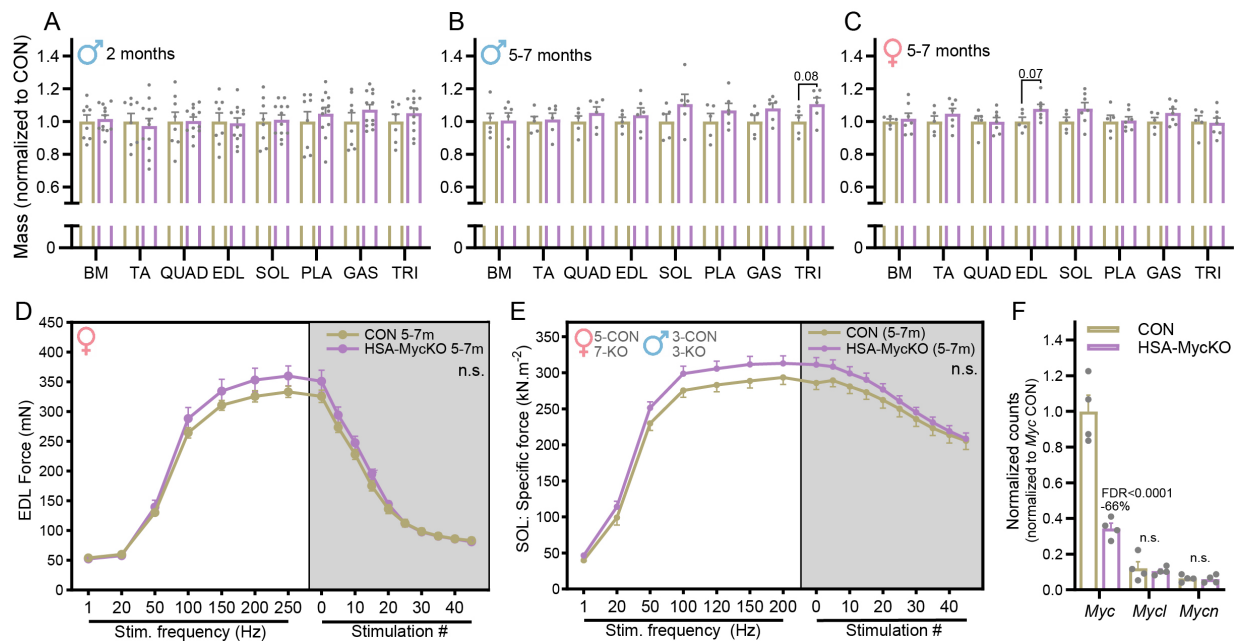 A
Mass (normalized to CON)
♂ 2 months
1.4
1.2
1.0
0.8
0.6
0
BM TA QUAD EDL SOL PLA GAS TRI
B
♂ 5-7 months
1.4
1.2
1.0
0.8
0.6
0
0.08
BM TA QUAD EDL SOL PLA GAS TRI
C
♀ 5-7 months
1.4
1.2
1.0
0.8
0.6
0
0.07
BM TA QUAD EDL SOL PLA GAS TRI
D
EDL Force (mN)
450
400
350
300
250
200
150
100
50
0
♀
CON 5-7m
HSA-MycKO 5-7m
n.s.
1 20 50 100 150 200 250 0 10 20 30 40
Stim. frequency (Hz) Stimulation #
E
SOL: Specific force (kN.m-2)
350
300
250
200
150
100
50
0
♀ 5-CON
7-KO
♂ 3-CON
3-KO
CON (5-7m)
HSA-MycKO (5-7m)
n.s.
1 20 50 100 120 150 200 0 10 20 30 40
Stim. frequency (Hz) Stimulation #
F
Normalized counts
(normalized to Myc CON)
1.4
1.2
1.0
0.8
0.6
0.4
0.2
0.0
CON
HSA-MycKO
FDR<0.0001
-66%
n.s.
n.s.
Myc Mycl Mycn